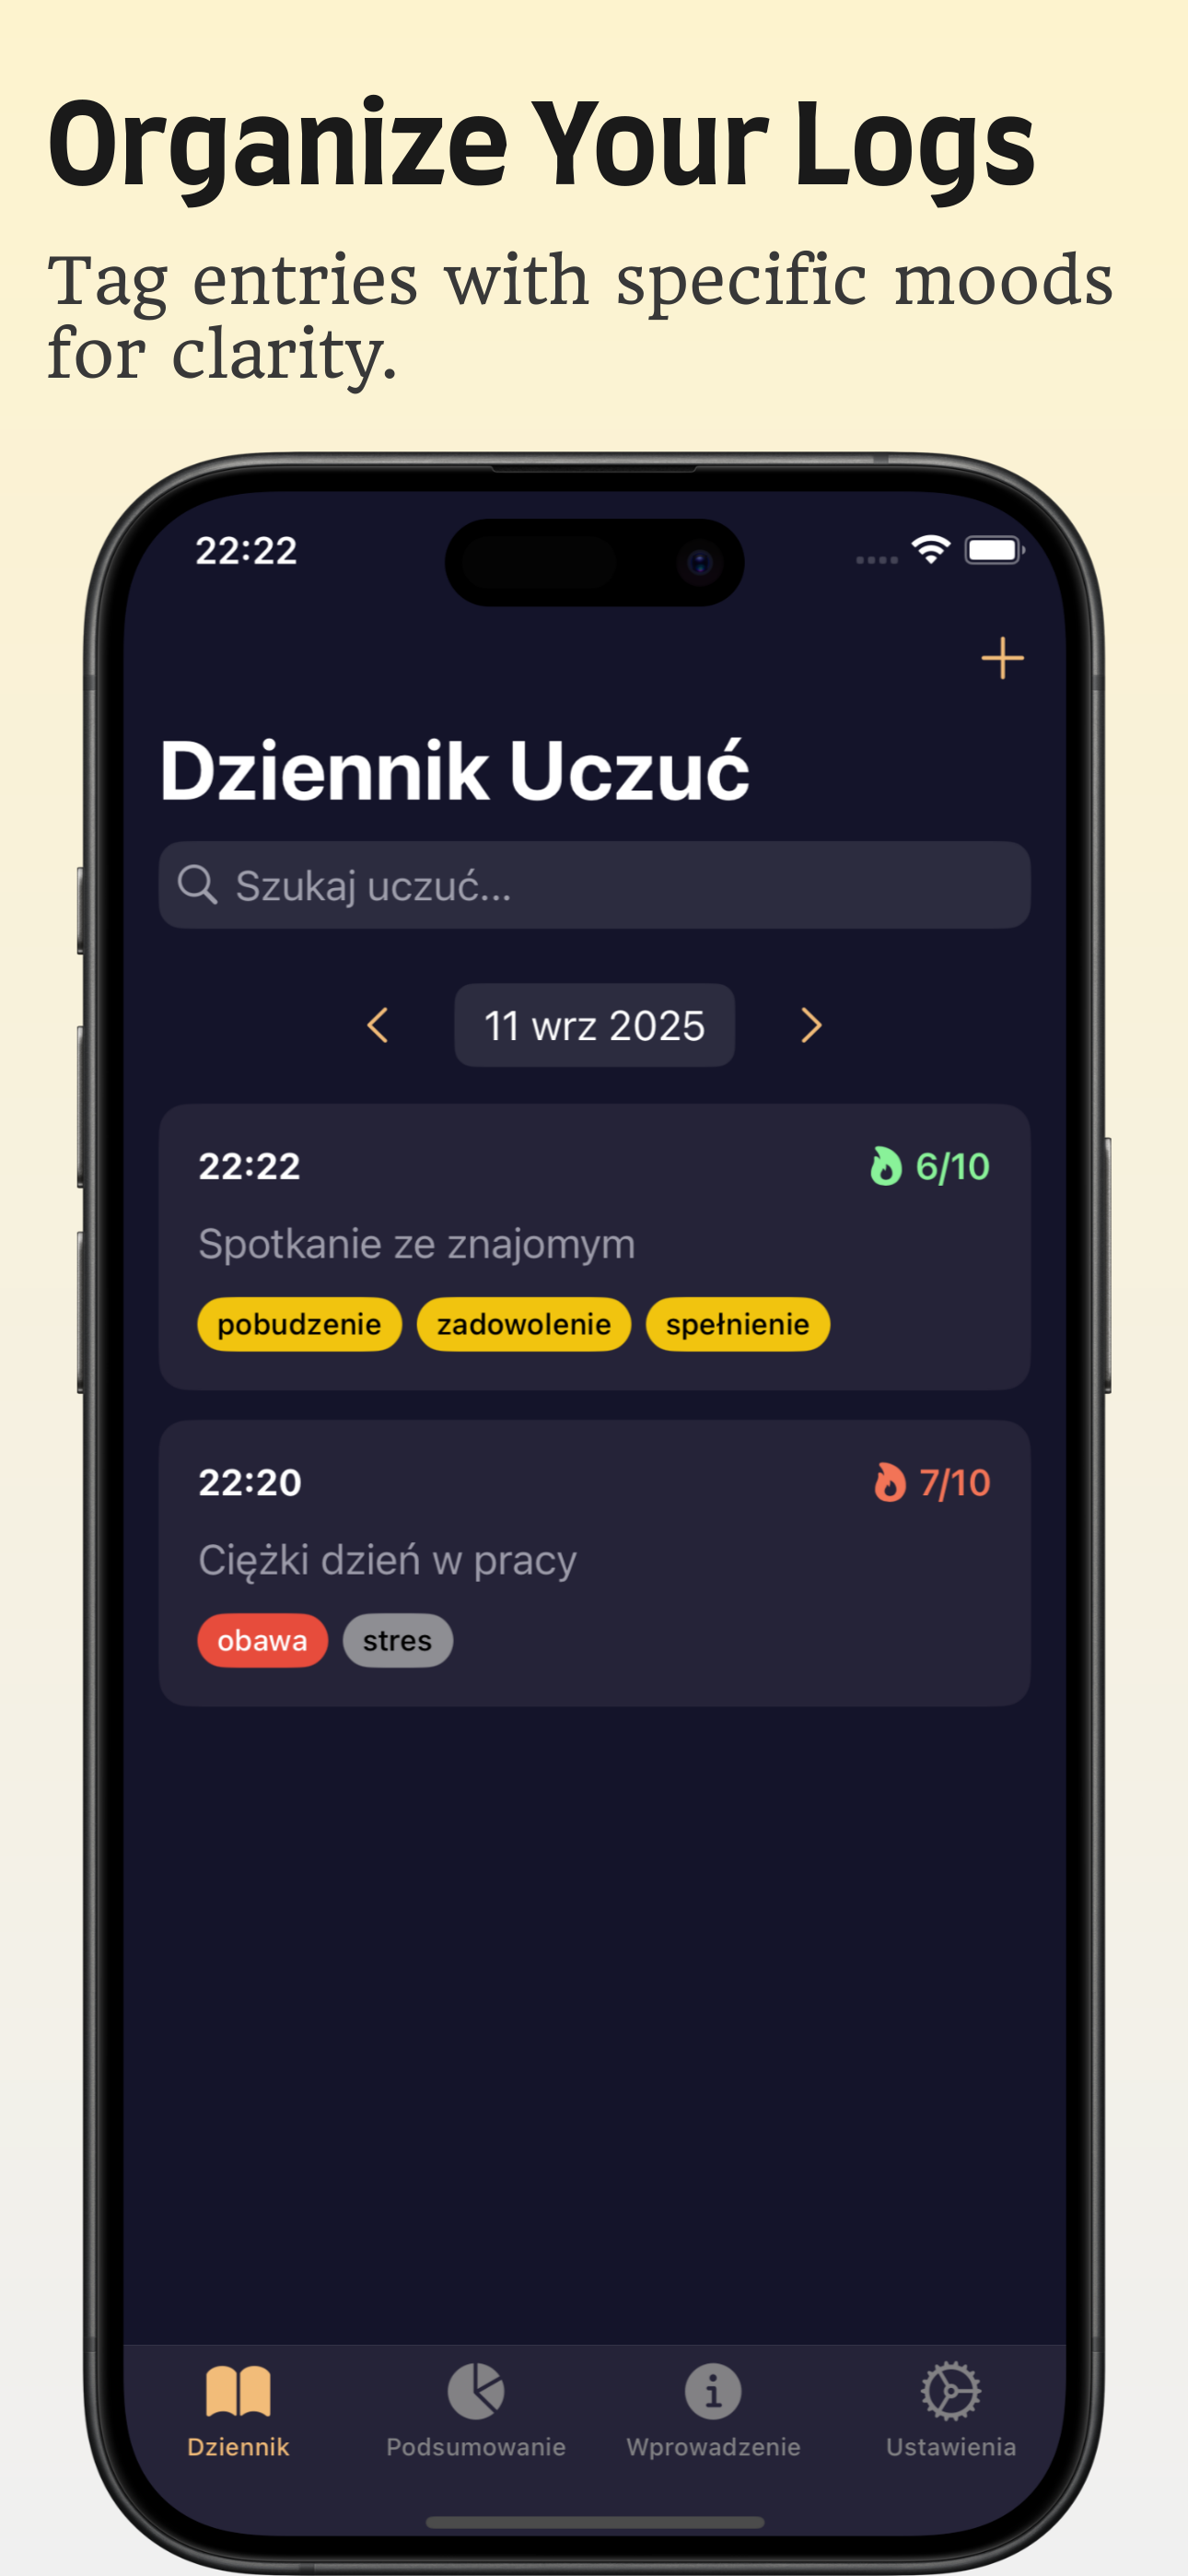 Organize Your Logs
Tag entries with specific moods
for clarity.
22:22
Dziennik Uczuć
Szukaj uczuć...
11 wrz 2025
22:22 6/10
Spotkanie ze znajomym
pobudzenie zadowolenie spełnienie
22:20 7/10
Ciężki dzień w pracy
obawa stres
Dziennik Podsumowanie Wprowadzenie Ustawienia